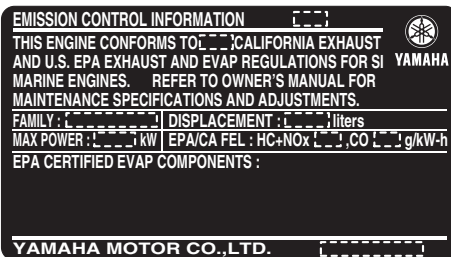 EMISSION CONTROL INFORMATION
THIS ENGINE CONFORMS TO CALIFORNIA EXHAUST
AND U.S. EPA EXHAUST AND EVAP REGULATIONS FOR SI
MARINE ENGINES. REFER TO OWNER'S MANUAL FOR
MAINTENANCE SPECIFICATIONS AND ADJUSTMENTS.
YAMAHA
FAMILY : DISPLACEMENT : liters
MAX POWER : kW EPA/CA FEL : HC+NOx ,CO g/kW-h
EPA CERTIFIED EVAP COMPONENTS :
YAMAHA MOTOR CO.,LTD.